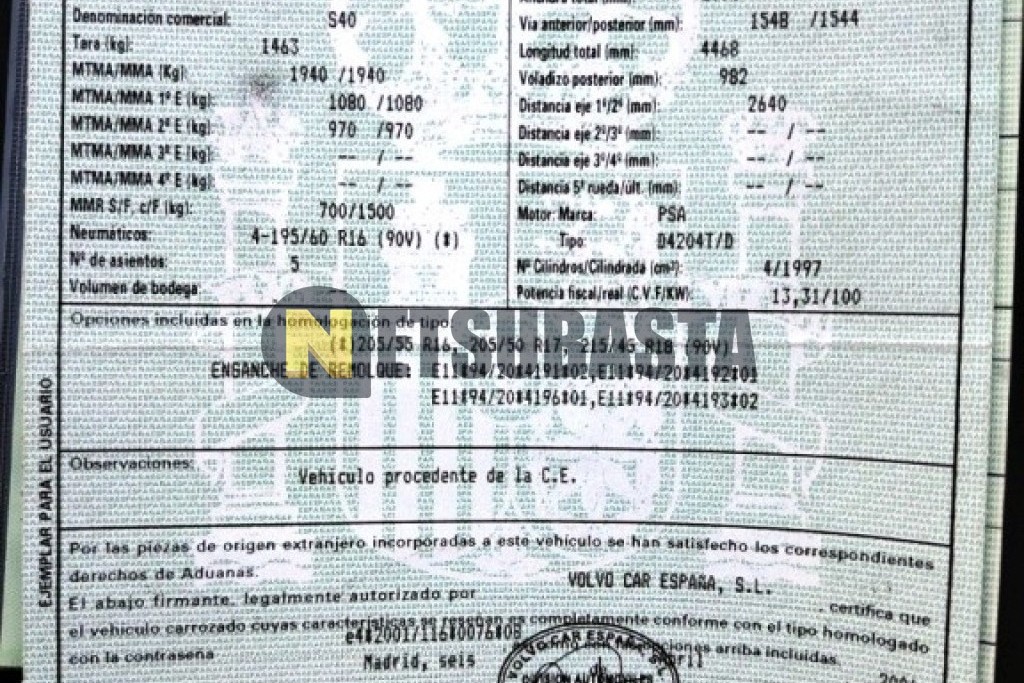 Denominación comercial: S40
Tara (kg): 1463
MTMA/MMA (Kg): 1940 /1940
MTMA/MMA 1º E (kg): 1080 /1080
MTMA/MMA 2º E (kg): 970 /970
MTMA/MMA 3º E (kg): -- / --
MTMA/MMA 4º E (kg): -- / --
MMR S/F, c/F (kg): 700/1500
Neumáticos: 4-195/60 R16 (90V) (*)
Nº de asientos: 5
Volumen de bodega
Vía anterior/posterior (mm): 1548 /1544
Longitud total (mm): 4468
Voladizo posterior (mm): 982
Distancia eje 1º/2º (mm): 2640
Distancia eje 2º/3º (mm): -- / --
Distancia eje 3º/4º (mm): -- / --
Distancia 5ª rueda/últ. (mm): -- / --
Motor Marca: PSA
Tipo: D4204T/D
Nº Cilindros/Cilindrada (cm³): 4/1997
Potencia fiscal/real (C.V.F/KW): 13,31/100
Opciones incluidas en la homologación de tipo:
NETSUBASTA
(*)205/55 R16, 205/50 R17, 215/45 R18 (90V)
ENGANCHE DE REMOLQUE: E11*94/20*4191*02,E11*94/20*4192*01
E11*94/20*4196*01,E11*94/20*4193*02
Observaciones:
Vehiculo procedente de la C.E.
EJEMPLAR PARA EL USUARIO
Por las piezas de origen extranjero incorporadas a este vehículo se han satisfecho los correspondientes
derechos de Aduanas.
VOLVO CAR ESPAÑA, S.L.
El abajo firmante, legalmente autorizado por , certifica que
el vehículo carrozado cuyas características se reseñan es completamente conforme con el tipo homologado
con la contraseña e4*2001/116*0076*08 opciones arriba incluidas.
Madrid, seis
VOLVO CAR ESPAÑA